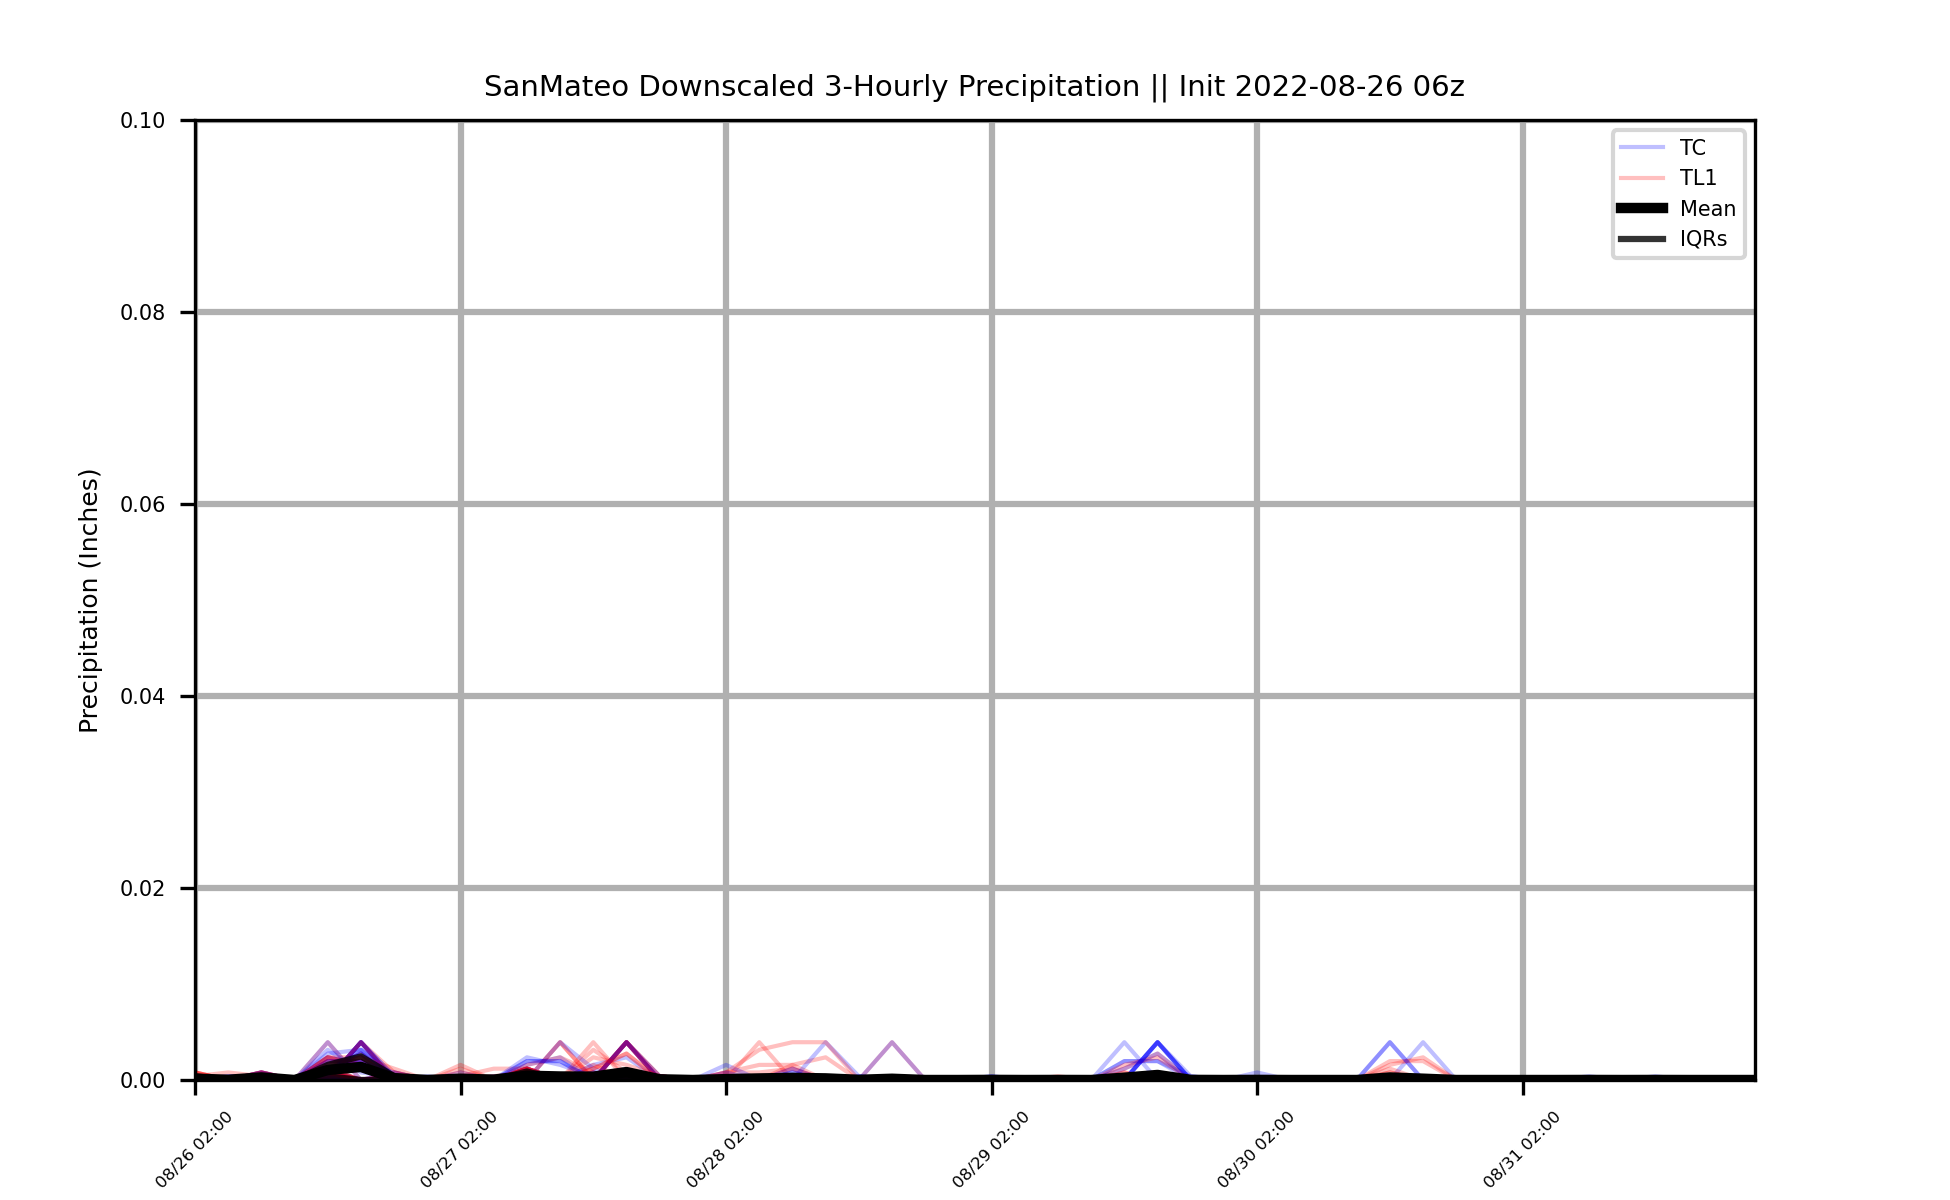 SanMateo Downscaled 3-Hourly Precipitation || Init 2022-08-26 06z
TC
TL1
Mean
IQRs
Precipitation (Inches)
0.10
0.08
0.06
0.04
0.02
0.00
08/26 02:00
08/27 02:00
08/28 02:00
08/29 02:00
08/30 02:00
08/31 02:00